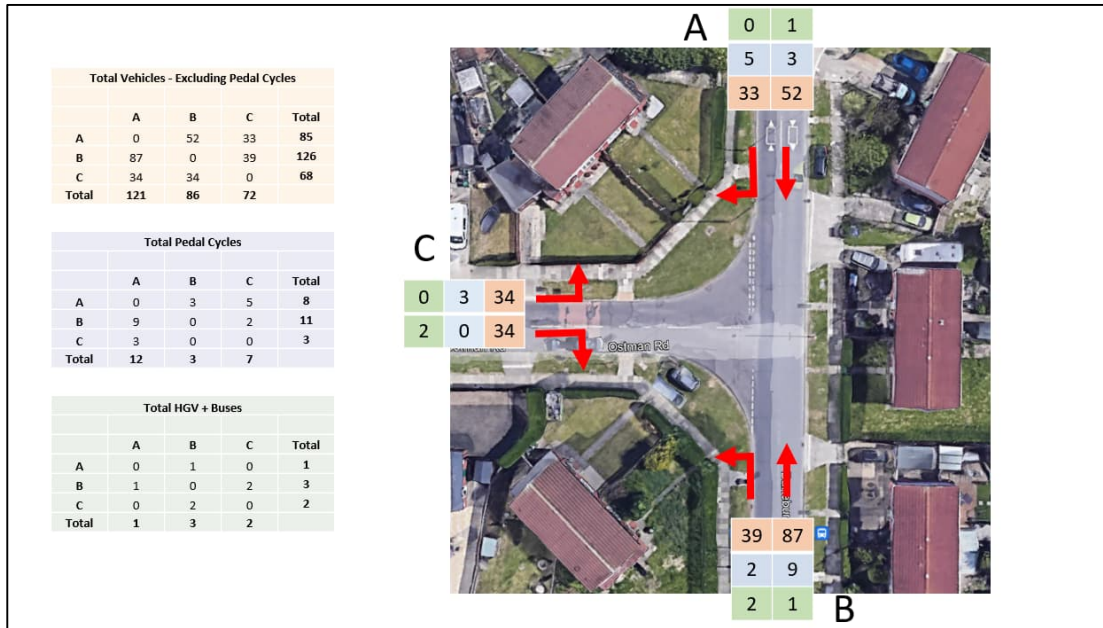 Total Vehicles - Excluding Pedal Cycles
A B C Total
A 0 52 33 85
B 87 0 39 126
C 34 34 0 68
Total 121 86 72
Total Pedal Cycles
A B C Total
A 0 3 5 8
B 9 0 2 11
C 3 0 0 3
Total 12 3 7
Total HGV + Buses
A B C Total
A 0 1 0 1
B 1 0 2 3
C 0 2 0 2
Total 1 3 2
A
0 1
5 3
33 52
C
0 3 34
2 0 34
Ostman Rd
39 87
2 9
2 1
B